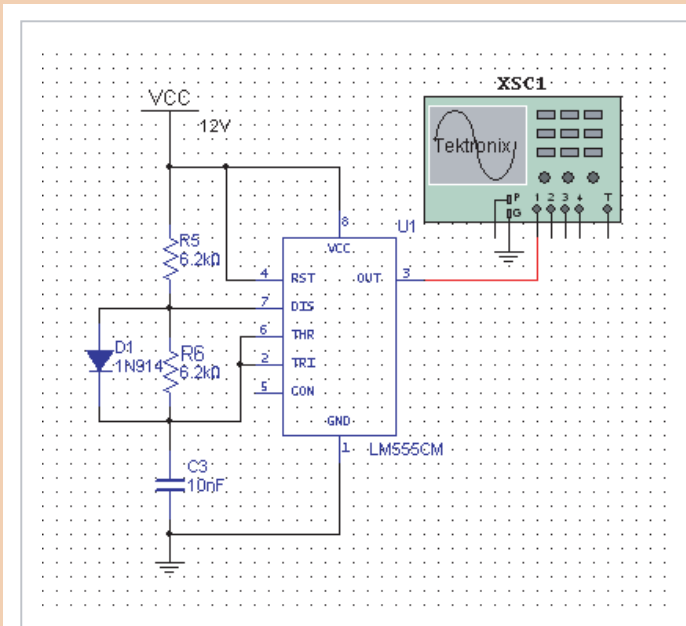 XSC1
VCC
12V
Tektronix
P
G
1 2 3 4 T
U1
8
VCC
R5
6.2kΩ
4 RST OUT 3
7 DIS
6 THR
D1
1N914
R6
6.2kΩ
2 TRI
5 CON
GND
1
LM555CM
C3
10nF